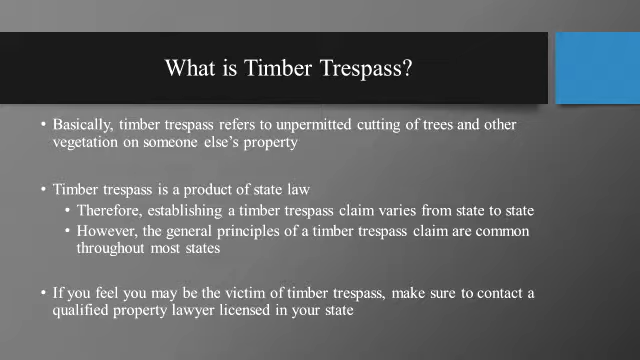 What is Timber Trespass?
• Basically, timber trespass refers to unpermitted cutting of trees and other
vegetation on someone else's property
• Timber trespass is a product of state law
• Therefore, establishing a timber trespass claim varies from state to state
• However, the general principles of a timber trespass claim are common
throughout most states
• If you feel you may be the victim of timber trespass, make sure to contact a
qualified property lawyer licensed in your state